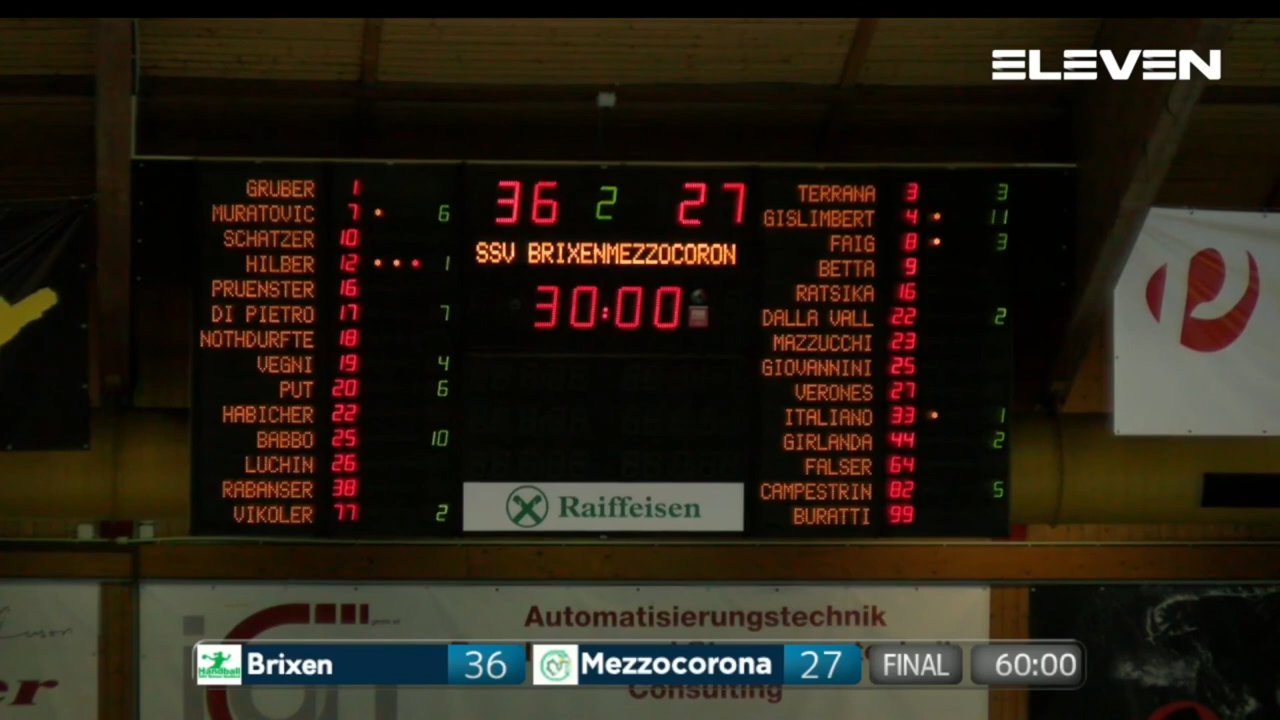 ELEVEN
GRUBER 1
MURATOVIC 7 6
SCHATZER 10
HILBER 12 1
PRUENSTER 16
DI PIETRO 17 7
NOTHDURFTE 18
VEGNI 19 4
PUT 20 6
HABICHER 22
BABBO 25 10
LUCHIN 26
RABANSER 38
VIKOLER 77 2
36 2 27
SSV BRIXENMEZZOCORON
30:00
Raiffeisen
TERRANA 3 3
GISLIMBERT 4 11
FAIG 8 3
BETTA 9
RATSIKA 16
DALLA VALL 22 2
MAZZUCCHI 23
GIOVANNINI 25
VERONES 27
ITALIANO 33 1
GIRLANDA 44 2
FALSER 64
CAMPESTRIN 82 5
BURATTI 99
Automatisierungstechnik
Consulting
Handball
Brixen 36 Mezzocorona 27 FINAL 60:00